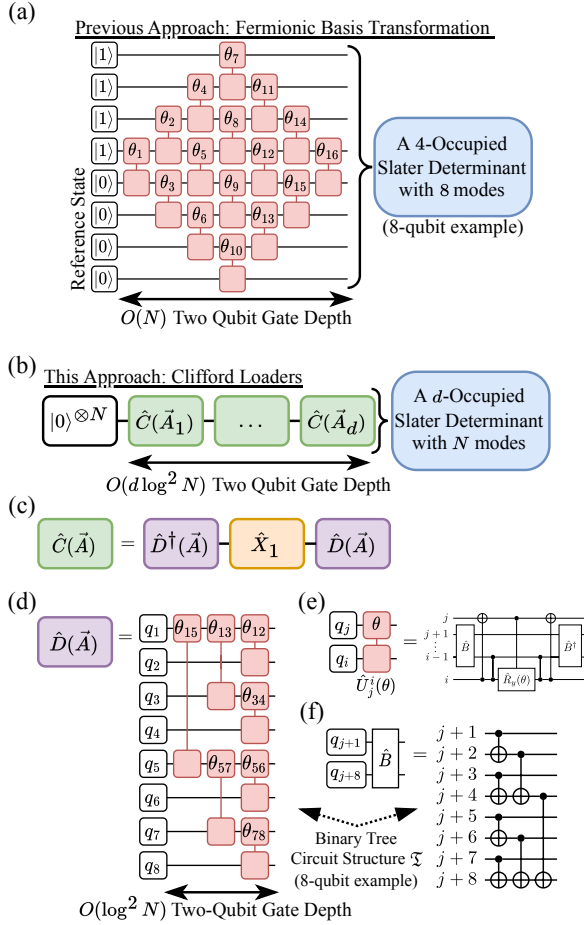 (a)
Previous Approach: Fermionic Basis Transformation
|1⟩ θ7
|1⟩ θ4 θ11
|1⟩ θ2 θ8 θ14
|1⟩ θ1 θ5 θ12 θ16
|0⟩ θ3 θ9 θ15
|0⟩ θ6 θ13
|0⟩ θ10
|0⟩
Reference State
A 4-Occupied
Slater Determinant
with 8 modes
(8-qubit example)
O(N) Two Qubit Gate Depth
(b)
This Approach: Clifford Loaders
|0⟩⊗N Ĉ(A⃗1) ... Ĉ(A⃗d)
A d-Occupied
Slater Determinant
with N modes
O(d log² N) Two Qubit Gate Depth
(c)
Ĉ(A⃗) = D̂†(A⃗) X̂1 D̂(A⃗)
(d)
D̂(A⃗) =
q1 θ15 θ13 θ12
q2
q3 θ34
q4
q5 θ57 θ56
q6
q7 θ78
q8
O(log² N) Two-Qubit Gate Depth
(e)
qj θ
qi
Û^i_j(θ)
=
j
j + 1
⋮
i − 1
i
B̂ R̂y(θ) B̂†
(f)
qj+1
qj+8
B̂ =
j + 1
j + 2
j + 3
j + 4
j + 5
j + 6
j + 7
j + 8
Binary Tree
Circuit Structure 𝔗
(8-qubit example)